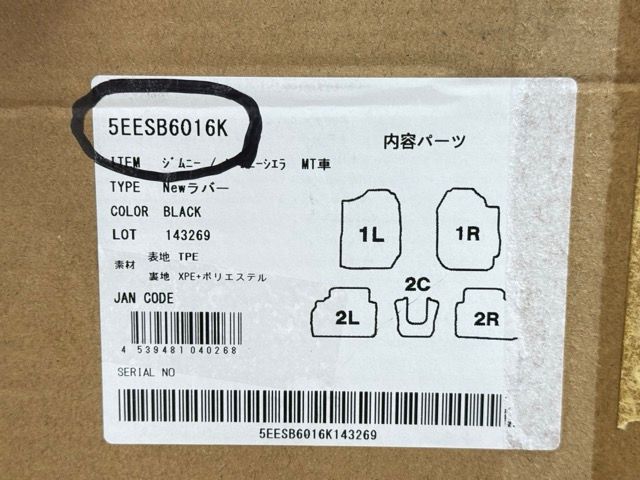 5EESB6016K
ITEM ジムニー / ジムニーシエラ MT車
TYPE Newラバー
COLOR BLACK
LOT 143269
素材 表地 TPE
裏地 XPE+ポリエステル
JAN CODE
4 539481 040268
SERIAL NO
5EESB6016K143269
内容パーツ
1L
1R
2C
2L
2R